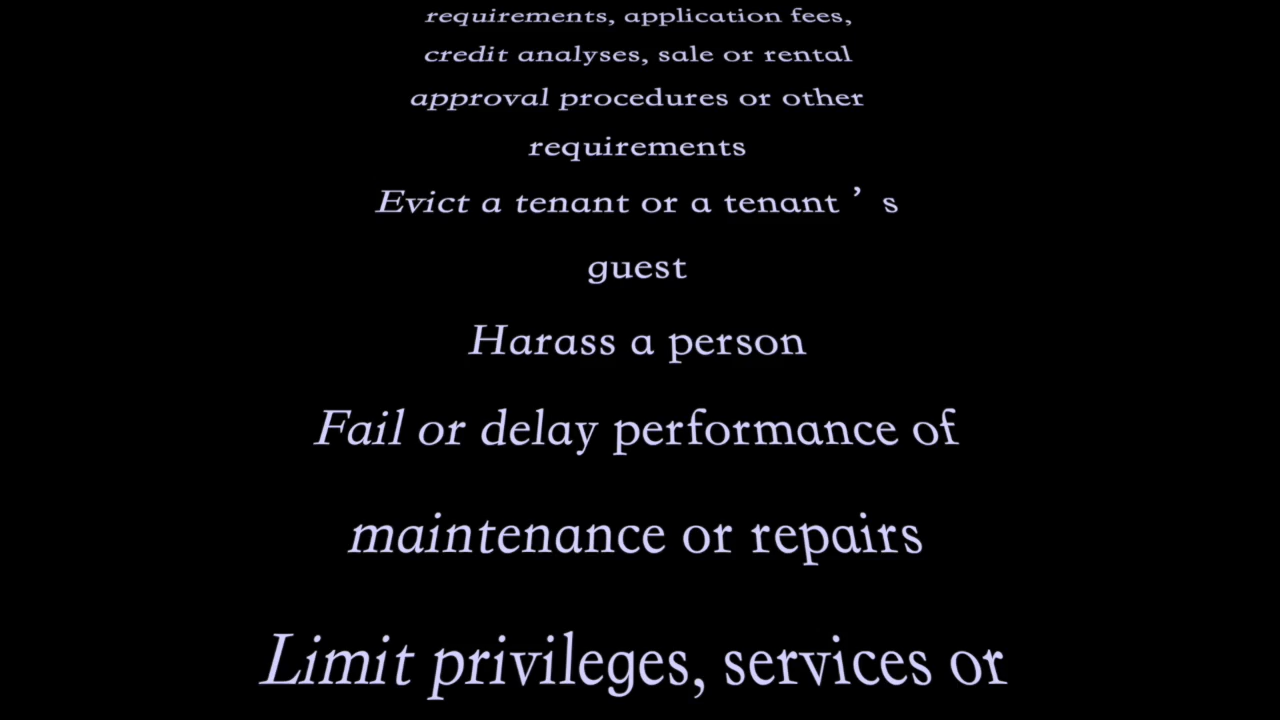 requirements, application fees,
credit analyses, sale or rental
approval procedures or other
requirements
Evict a tenant or a tenant ’ s
guest
Harass a person
Fail or delay performance of
maintenance or repairs
Limit privileges, services or